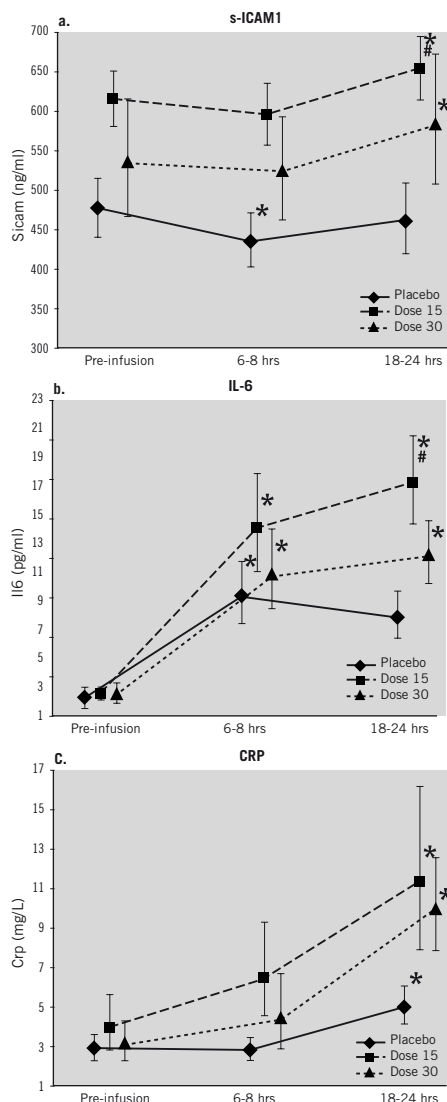 s-ICAM1
a.
700
650
600
550
500
450
400
350
300
Sicam (ng/ml)
*
#
*
*
Placebo
Dose 15
Dose 30
Pre-infusion 6-8 hrs 18-24 hrs
IL-6
b.
23
21
19
17
15
13
11
9
7
5
3
1
Il6 (pg/ml)
*
#
*
*
*
*
Placebo
Dose 15
Dose 30
Pre-infusion 6-8 hrs 18-24 hrs
CRP
C.
17
15
13
11
9
7
5
3
1
Crp (mg/L)
*
*
*
Placebo
Dose 15
Dose 30
Pre-infusion 6-8 hrs 18-24 hrs